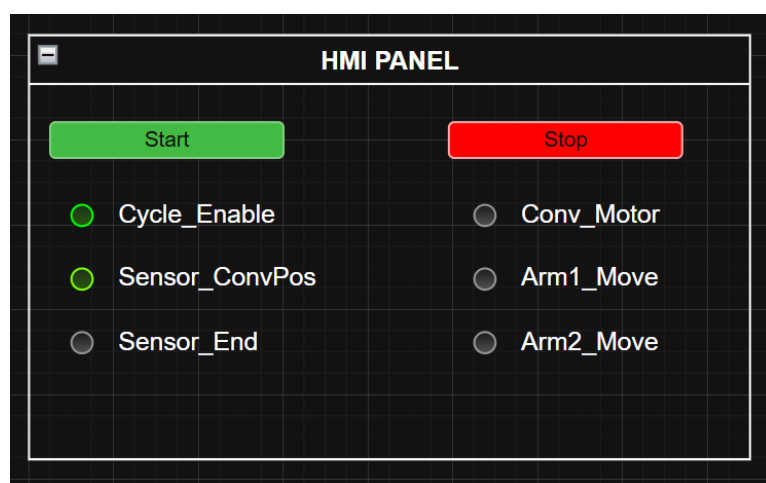 HMI PANEL
Start
Stop
Cycle_Enable
Conv_Motor
Sensor_ConvPos
Arm1_Move
Sensor_End
Arm2_Move